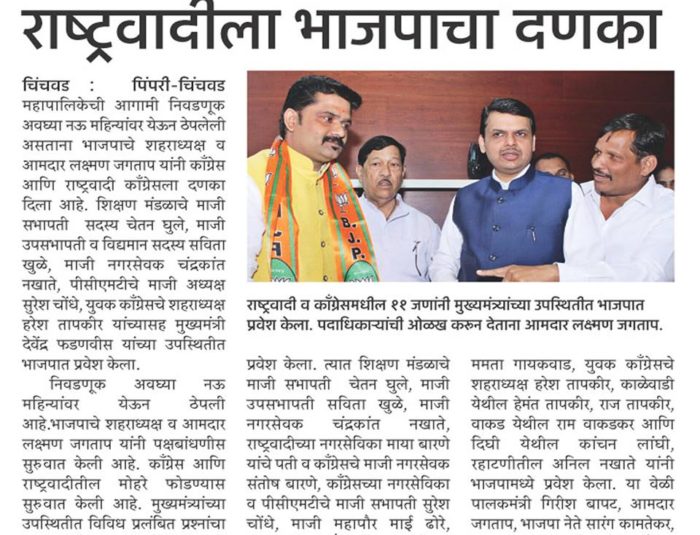 राष्ट्रवादीला भाजपाचा दणका
चिंचवड : पिंपरी-चिंचवड
महापालिकेची आगामी निवडणूक
अवघ्या नऊ महिन्यांवर येऊन ठेपलेली
असताना भाजपाचे शहराध्यक्ष व
आमदार लक्ष्मण जगताप यांनी काँग्रेस
आणि राष्ट्रवादी काँग्रेसला दणका
दिला आहे. शिक्षण मंडळाचे माजी
सभापती सदस्य चेतन घुले, माजी
उपसभापती व विद्यमान सदस्य सविता
खुळे, माजी नगरसेवक चंद्रकांत
नखाते, पीसीएमटीचे माजी अध्यक्ष
सुरेश चोंधे, युवक काँग्रेसचे शहराध्यक्ष
हरेश तापकीर यांच्यासह मुख्यमंत्री
देवेंद्र फडणवीस यांच्या उपस्थितीत
भाजपात प्रवेश केला.
निवडणूक अवघ्या नऊ
महिन्यांवर येऊन ठेपली
आहे.भाजपाचे शहराध्यक्ष व आमदार
लक्ष्मण जगताप यांनी पक्षबांधणीस
सुरुवात केली आहे. काँग्रेस आणि
राष्ट्रवादीतील मोहरे फोडण्यास
सुरुवात केली आहे. मुख्यमंत्र्यांच्या
उपस्थितीत विविध प्रलंबित प्रश्नांचा
B.J.P.
राष्ट्रवादी व काँग्रेसमधील ११ जणांनी मुख्यमंत्र्यांच्या उपस्थितीत भाजपात
प्रवेश केला. पदाधिकाऱ्यांची ओळख करून देताना आमदार लक्ष्मण जगताप.
प्रवेश केला. त्यात शिक्षण मंडळाचे
माजी सभापती चेतन घुले, माजी
उपसभापती सविता खुळे, माजी
नगरसेवक चंद्रकांत नखाते,
राष्ट्रवादीच्या नगरसेविका माया बारणे
यांचे पती व काँग्रेसचे माजी नगरसेवक
संतोष बारणे, काँग्रेसच्या नगरसेविका
व पीसीएमटीचे माजी सभापती सुरेश
चोंधे, माजी महापौर माई ढोरे,
ममता गायकवाड, युवक काँग्रेसचे
शहराध्यक्ष हरेश तापकीर, काळेवाडी
येथील हेमंत तापकीर, राज तापकीर,
वाकड येथील राम वाकडकर आणि
दिघी येथील कांचन लांघी,
रहाटणीतील अनिल नखाते यांनी
भाजपामध्ये प्रवेश केला. या वेळी
पालकमंत्री गिरीश बापट, आमदार
जगताप, भाजपा नेते सारंग कामतेकर,